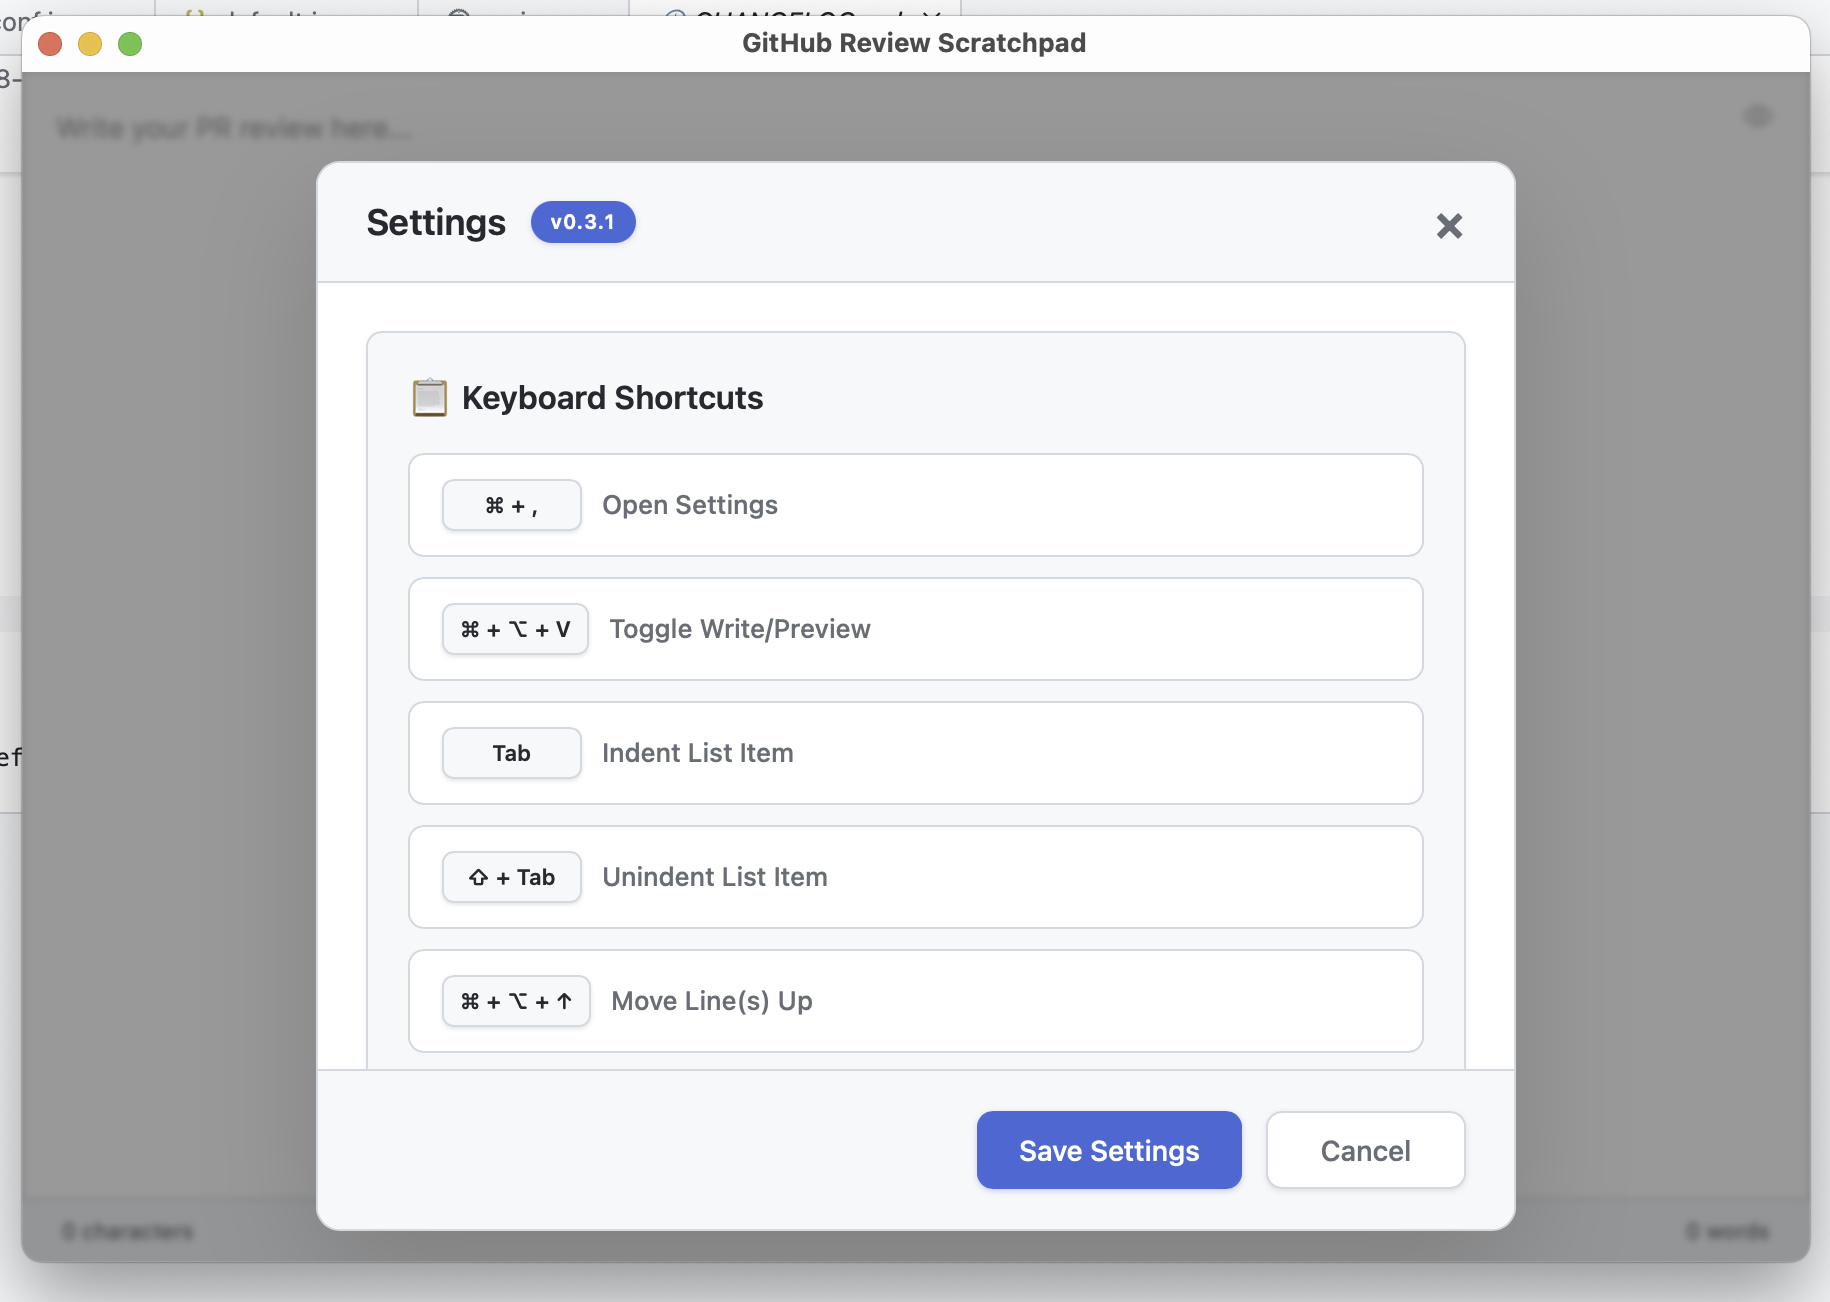 GitHub Review Scratchpad
Write your PR review here...
Settings v0.3.1
Keyboard Shortcuts
⌘ + , Open Settings
⌘ + ⌥ + V Toggle Write/Preview
Tab Indent List Item
⇧ + Tab Unindent List Item
⌘ + ⌥ + ↑ Move Line(s) Up
Save Settings Cancel
0 characters 0 words